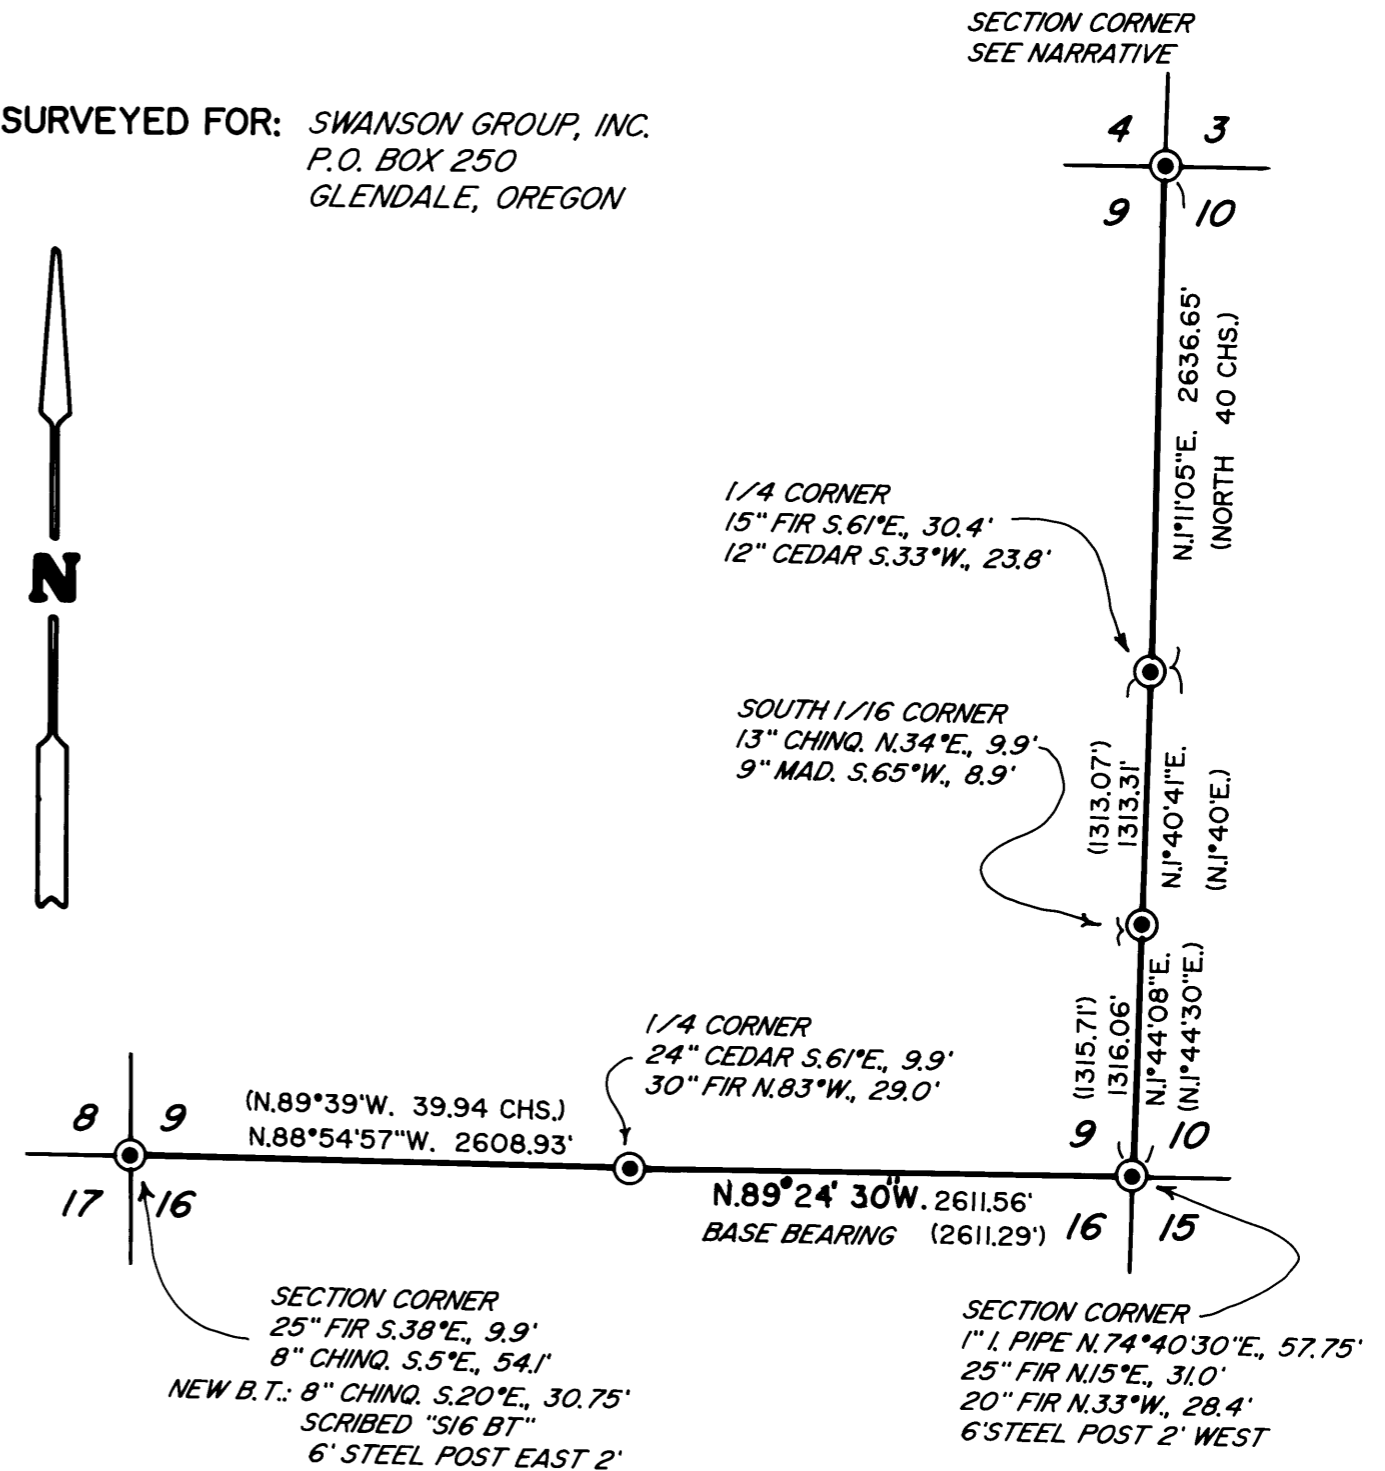 SECTION CORNER
SEE NARRATIVE
SURVEYED FOR: SWANSON GROUP, INC.
P.O. BOX 250
GLENDALE, OREGON
4 3
9 10
N.1°11'05"E. 2636.65'
(NORTH 40 CHS.)
1/4 CORNER
15" FIR S.61°E., 30.4'
12" CEDAR S.33°W., 23.8'
N
SOUTH 1/16 CORNER
13" CHINQ. N.34°E., 9.9'
9" MAD. S.65°W., 8.9'
(1313.07')
1313.31'
N.1°40'41"E.
(N.1°40'E.)
(1315.71')
1316.06'
N.1°44'08"E.
(N.1°44'30"E.)
1/4 CORNER
24" CEDAR S.61°E., 9.9'
30" FIR N.83°W., 29.0'
8 9
(N.89°39'W. 39.94 CHS.)
N.88°54'57"W. 2608.93'
9 10
17 16
N.89°24'30"W. 2611.56'
BASE BEARING (2611.29')
16 15
SECTION CORNER
25" FIR S.38°E., 9.9'
8" CHINQ. S.5°E., 54.1'
NEW B.T.: 8" CHINQ. S.20°E., 30.75'
SCRIBED "S16 BT"
6' STEEL POST EAST 2'
SECTION CORNER
1" I. PIPE N.74°40'30"E., 57.75'
25" FIR N.15°E., 31.0'
20" FIR N.33°W., 28.4'
6'STEEL POST 2' WEST